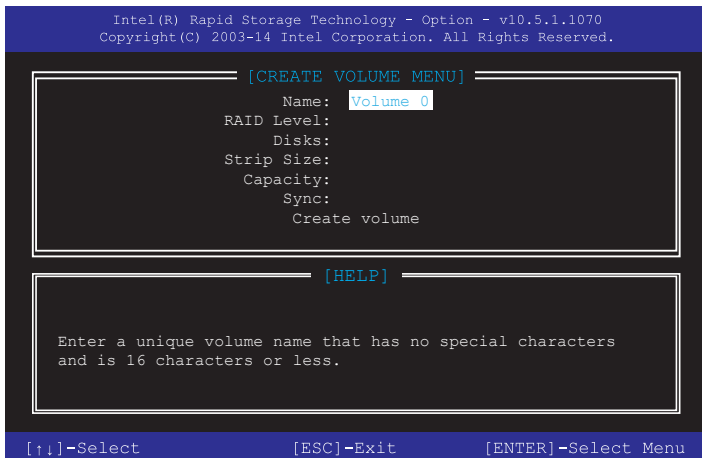 Intel(R) Rapid Storage Technology - Option - v10.5.1.1070
Copyright(C) 2003-14 Intel Corporation. All Rights Reserved.
[CREATE VOLUME MENU]
Name: Volume 0
RAID Level:
Disks:
Strip Size:
Capacity:
Sync:
Create volume
[HELP]
Enter a unique volume name that has no special characters
and is 16 characters or less.
[↑↓]-Select [ESC]-Exit [ENTER]-Select Menu